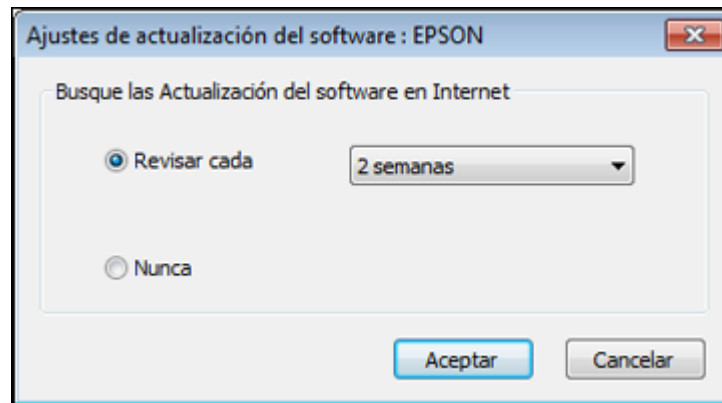 Ajustes de actualización del software : EPSON
Busque las Actualización del software en Internet
Revisar cada
2 semanas
Nunca
Aceptar
Cancelar